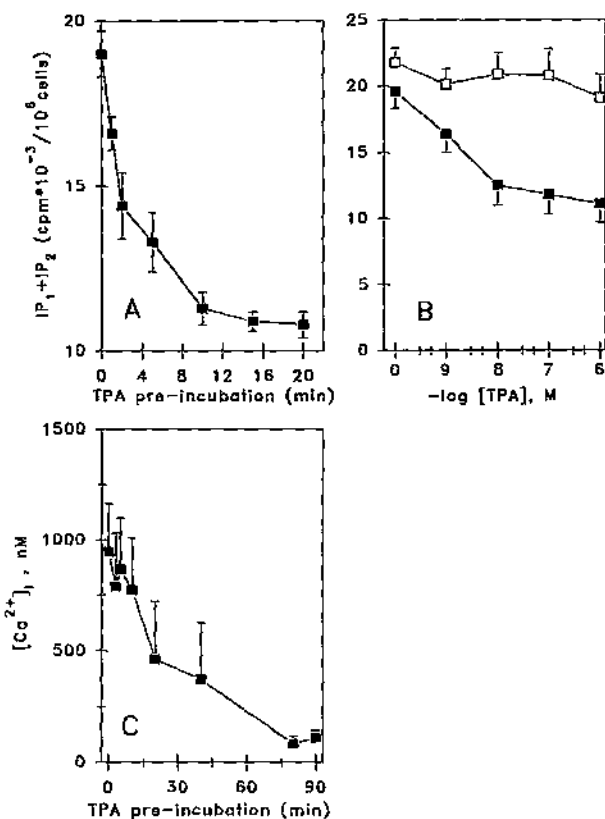 20
15
10
IP₁+IP₂ (cpm*10⁻³/10⁶cells)
A
0 4 8 12 16 20
TPA pre-incubation (min)
25
20
15
10
5
0
B
0 9 8 7 6
-log [TPA], M
1500
1000
500
0
[Ca²⁺]ᵢ, nM
C
0 30 60 90
TPA pre-incubation (min)